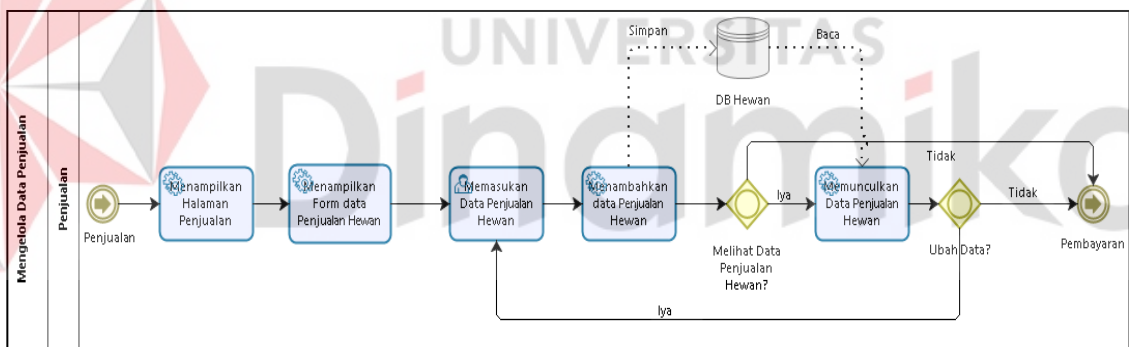 UNIVERSITAS
Dinamika
Mengelola Data Penjualan
Penjualan
Penjualan
Menampilkan
Halaman
Penjualan
Menampilkan
Form data
Penjualan Hewan
Memasukan
Data Penjualan
Hewan
Menambahkan
data Penjualan
Hewan
Simpan
DB Hewan
Baca
Melihat Data
Penjualan
Hewan?
Iya
Tidak
Memunculkan
Data Penjualan
Hewan
Ubah Data?
Tidak
Iya
Pembayaran